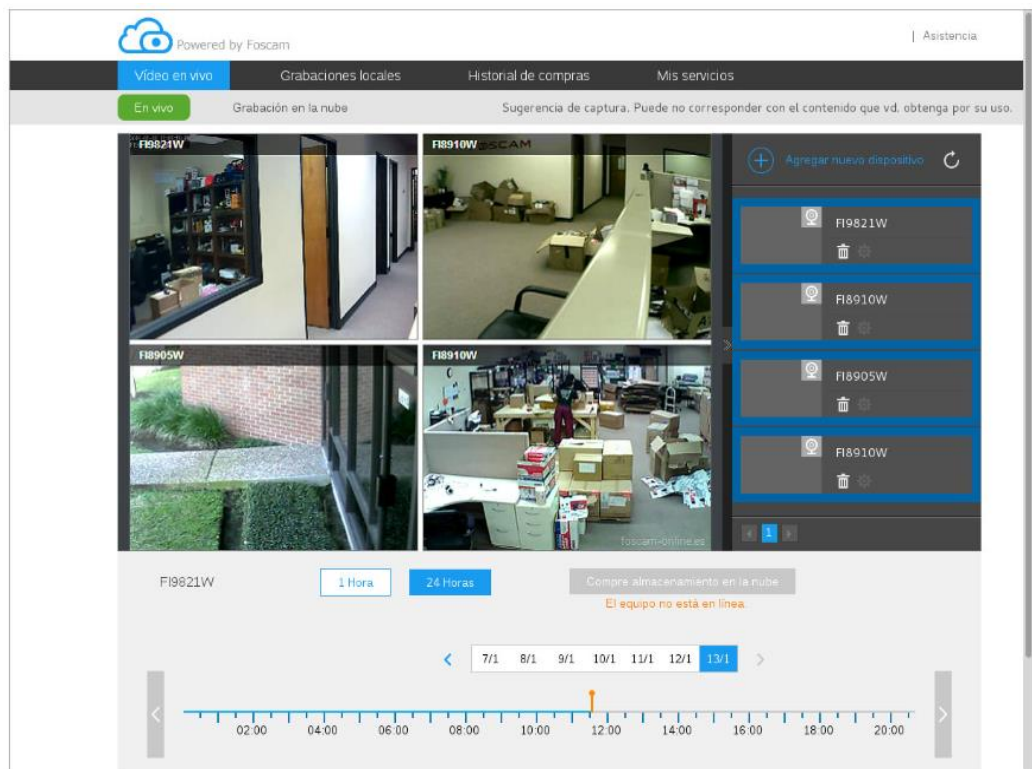 Powered by Foscam
| Asistencia
Vídeo en vivo Grabaciones locales Historial de compras Mis servicios
En vivo Grabación en la nube Sugerencia de captura. Puede no corresponder con el contenido que vd. obtenga por su uso.
FI9821W
FI8910W
SCAM
Agregar nuevo dispositivo
FI9821W
FI8910W
FI8905W
FI8910W
FI8905W
FI8910W
foscam-online.es
1
FI9821W 1 Hora 24 Horas Compre almacenamiento en la nube
El equipo no está en línea
7/1 8/1 9/1 10/1 11/1 12/1 13/1
02:00 04:00 06:00 08:00 10:00 12:00 14:00 16:00 18:00 20:00